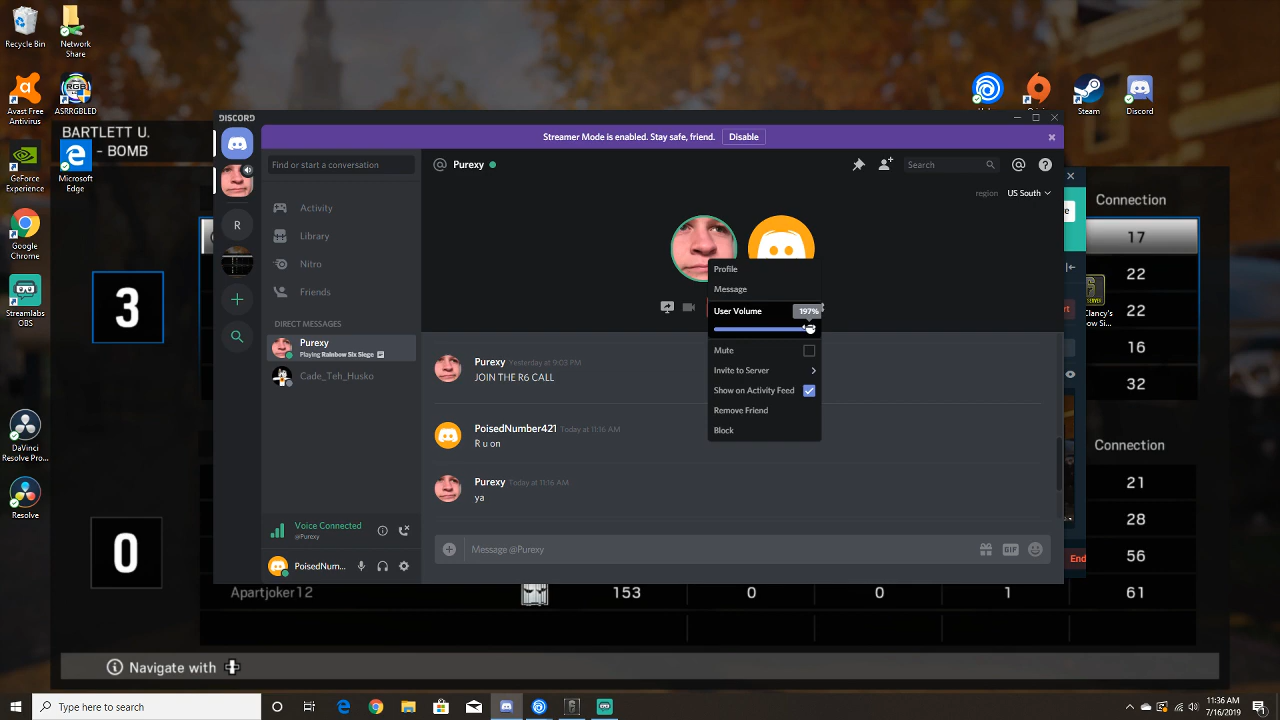 Recycle Bin
Network
Share
Avast Free
Antivirus
ASRRGBLED
Steam
Discord
BARTLETT U.
- BOMB
GeForce
Experience
Microsoft
Edge
Google
Chrome
Streamlabs
OBS
DaVinci
Resolve Pro...
Resolve
3
0
DISCORD
Streamer Mode is enabled. Stay safe, friend.
Disable
Find or start a conversation
Purexy
Search
region
US South
R
Activity
Library
Nitro
Friends
DIRECT MESSAGES
Purexy
Playing Rainbow Six Siege
Cade_Teh_Husko
Profile
Message
User Volume
197%
Mute
Invite to Server
Show on Activity Feed
Remove Friend
Block
Purexy Yesterday at 9:03 PM
JOIN THE R6 CALL
PoisedNumber421 Today at 11:16 AM
R u on
Purexy Today at 11:16 AM
ya
Voice Connected
@Purexy
PoisedNum...
Message @Purexy
GIF
Connection
17
22
22
16
32
Clancy's
bow Si...
Connection
21
28
56
End
Apartjoker12
153
0
0
1
61
Navigate with
Type here to search
11:36 AM
7/16/2019